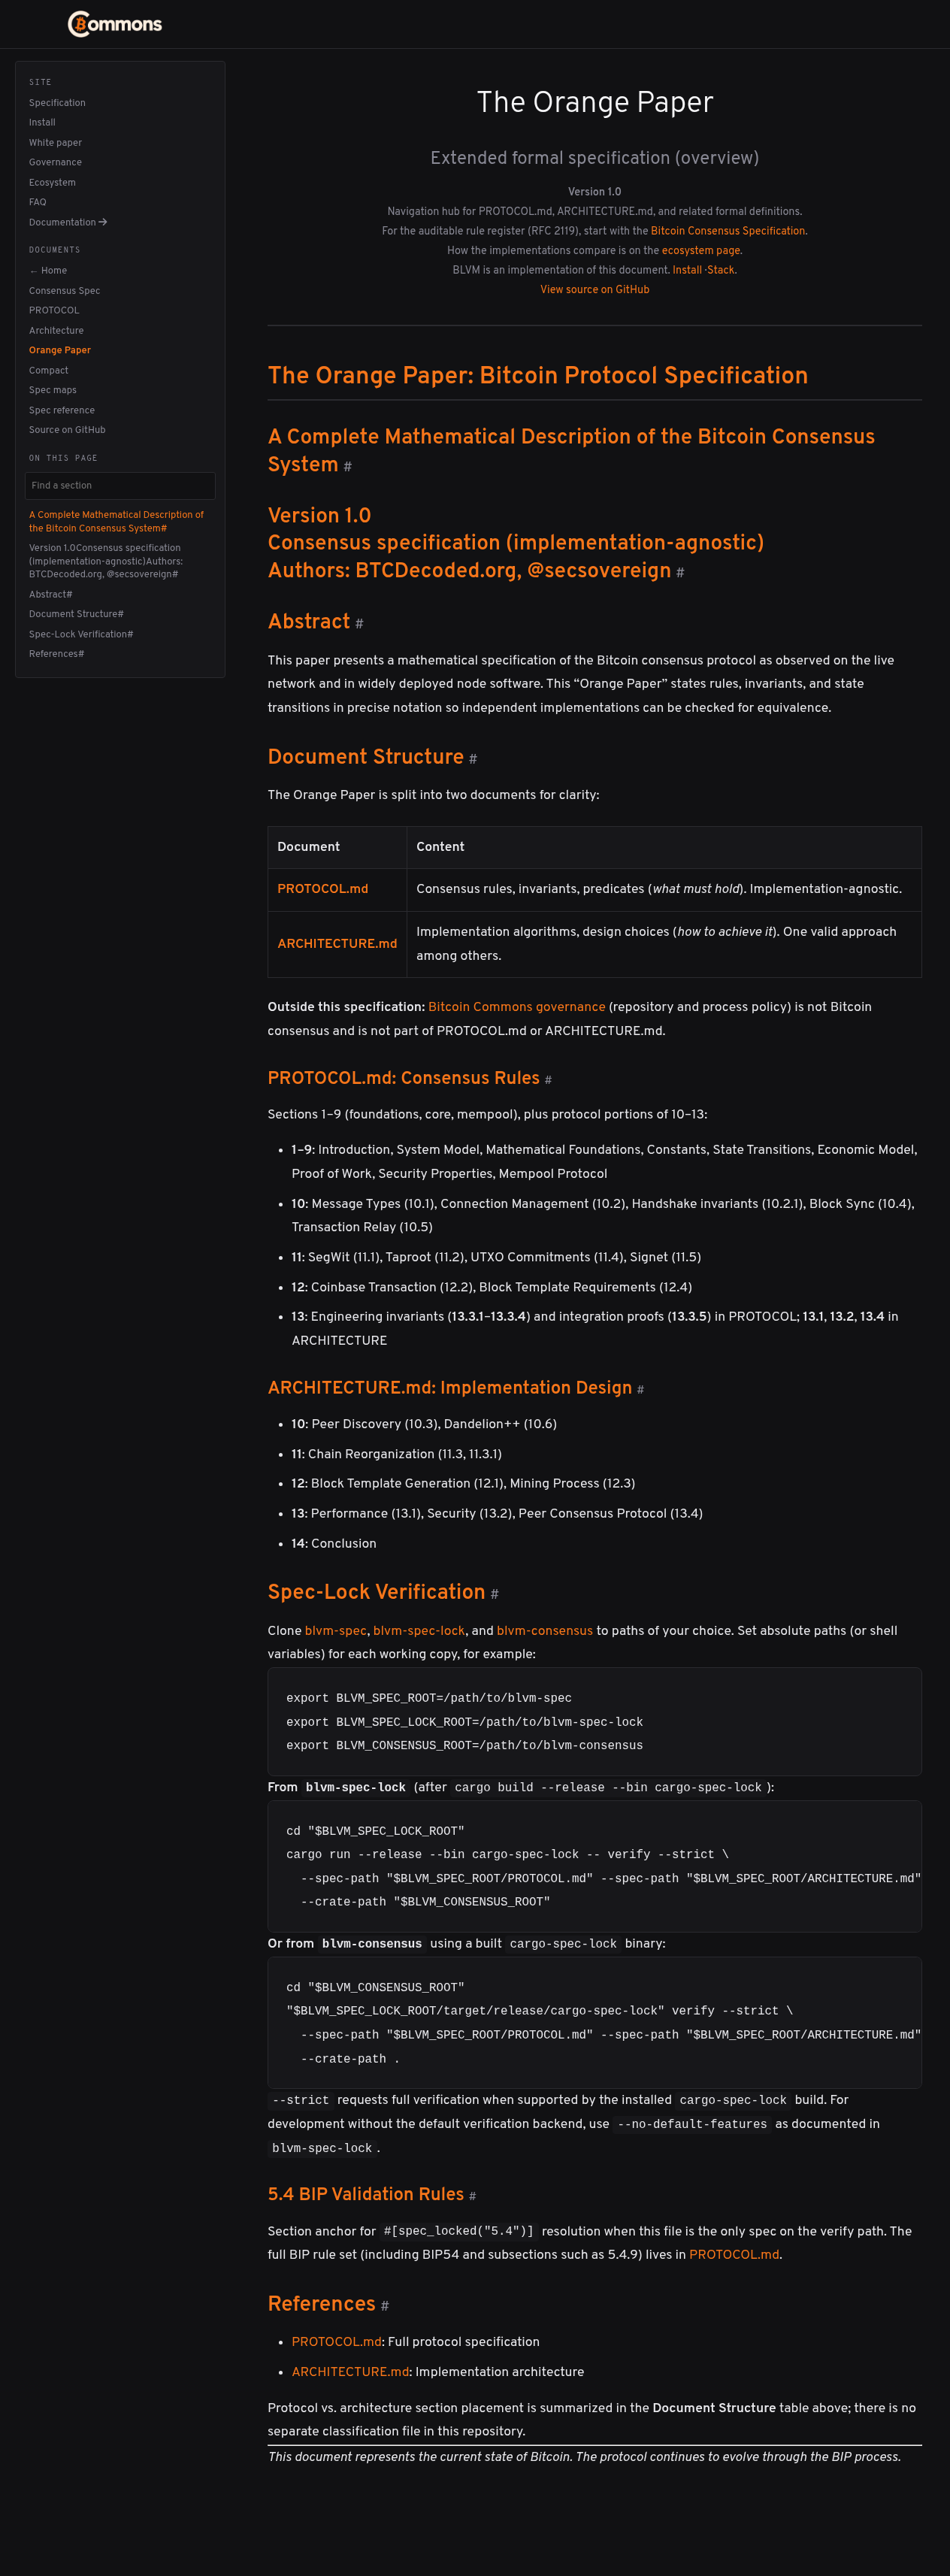 Commons
SITE
Specification
Install
White paper
Governance
Ecosystem
FAQ
Documentation →
DOCUMENTS
← Home
Consensus Spec
PROTOCOL
Architecture
Orange Paper
Compact
Spec maps
Spec reference
Source on GitHub
ON THIS PAGE
Find a section
A Complete Mathematical Description of
the Bitcoin Consensus System#
Version 1.0Consensus specification
(implementation-agnostic)Authors:
BTCDecoded.org, @secsovereign#
Abstract#
Document Structure#
Spec-Lock Verification#
References#
The Orange Paper
Extended formal specification (overview)
Version 1.0
Navigation hub for PROTOCOL.md, ARCHITECTURE.md, and related formal definitions.
For the auditable rule register (RFC 2119), start with the Bitcoin Consensus Specification.
How the implementations compare is on the ecosystem page.
BLVM is an implementation of this document. Install ·Stack.
View source on GitHub
The Orange Paper: Bitcoin Protocol Specification
A Complete Mathematical Description of the Bitcoin Consensus
System #
Version 1.0
Consensus specification (implementation-agnostic)
Authors: BTCDecoded.org, @secsovereign #
Abstract #
This paper presents a mathematical specification of the Bitcoin consensus protocol as observed on the live
network and in widely deployed node software. This “Orange Paper” states rules, invariants, and state
transitions in precise notation so independent implementations can be checked for equivalence.
Document Structure #
The Orange Paper is split into two documents for clarity:
Document Content
PROTOCOL.md Consensus rules, invariants, predicates (what must hold). Implementation-agnostic.
ARCHITECTURE.md Implementation algorithms, design choices (how to achieve it). One valid approach
among others.
Outside this specification: Bitcoin Commons governance (repository and process policy) is not Bitcoin
consensus and is not part of PROTOCOL.md or ARCHITECTURE.md.
PROTOCOL.md: Consensus Rules #
Sections 1–9 (foundations, core, mempool), plus protocol portions of 10–13:
• 1–9: Introduction, System Model, Mathematical Foundations, Constants, State Transitions, Economic Model,
Proof of Work, Security Properties, Mempool Protocol
• 10: Message Types (10.1), Connection Management (10.2), Handshake invariants (10.2.1), Block Sync (10.4),
Transaction Relay (10.5)
• 11: SegWit (11.1), Taproot (11.2), UTXO Commitments (11.4), Signet (11.5)
• 12: Coinbase Transaction (12.2), Block Template Requirements (12.4)
• 13: Engineering invariants (13.3.1–13.3.4) and integration proofs (13.3.5) in PROTOCOL; 13.1, 13.2, 13.4 in
ARCHITECTURE
ARCHITECTURE.md: Implementation Design #
• 10: Peer Discovery (10.3), Dandelion++ (10.6)
• 11: Chain Reorganization (11.3, 11.3.1)
• 12: Block Template Generation (12.1), Mining Process (12.3)
• 13: Performance (13.1), Security (13.2), Peer Consensus Protocol (13.4)
• 14: Conclusion
Spec-Lock Verification #
Clone blvm-spec, blvm-spec-lock, and blvm-consensus to paths of your choice. Set absolute paths (or shell
variables) for each working copy, for example:
export BLVM_SPEC_ROOT=/path/to/blvm-spec
export BLVM_SPEC_LOCK_ROOT=/path/to/blvm-spec-lock
export BLVM_CONSENSUS_ROOT=/path/to/blvm-consensus
From blvm-spec-lock (after cargo build --release --bin cargo-spec-lock ):
cd "$BLVM_SPEC_LOCK_ROOT"
cargo run --release --bin cargo-spec-lock -- verify --strict \
--spec-path "$BLVM_SPEC_ROOT/PROTOCOL.md" --spec-path "$BLVM_SPEC_ROOT/ARCHITECTURE.md"
--crate-path "$BLVM_CONSENSUS_ROOT"
Or from blvm-consensus using a built cargo-spec-lock binary:
cd "$BLVM_CONSENSUS_ROOT"
"$BLVM_SPEC_LOCK_ROOT/target/release/cargo-spec-lock" verify --strict \
--spec-path "$BLVM_SPEC_ROOT/PROTOCOL.md" --spec-path "$BLVM_SPEC_ROOT/ARCHITECTURE.md"
--crate-path .
--strict requests full verification when supported by the installed cargo-spec-lock build. For
development without the default verification backend, use --no-default-features as documented in
blvm-spec-lock .
5.4 BIP Validation Rules #
Section anchor for #[spec_locked("5.4")] resolution when this file is the only spec on the verify path. The
full BIP rule set (including BIP54 and subsections such as 5.4.9) lives in PROTOCOL.md.
References #
• PROTOCOL.md: Full protocol specification
• ARCHITECTURE.md: Implementation architecture
Protocol vs. architecture section placement is summarized in the Document Structure table above; there is no
separate classification file in this repository.
This document represents the current state of Bitcoin. The protocol continues to evolve through the BIP process.